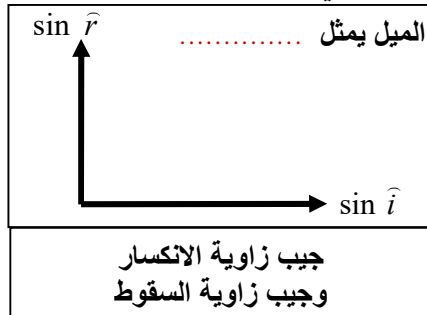 الميل يمثل ..............
sin r̂
sin î
جيب زاوية الانكسار
وجيب زاوية السقوط